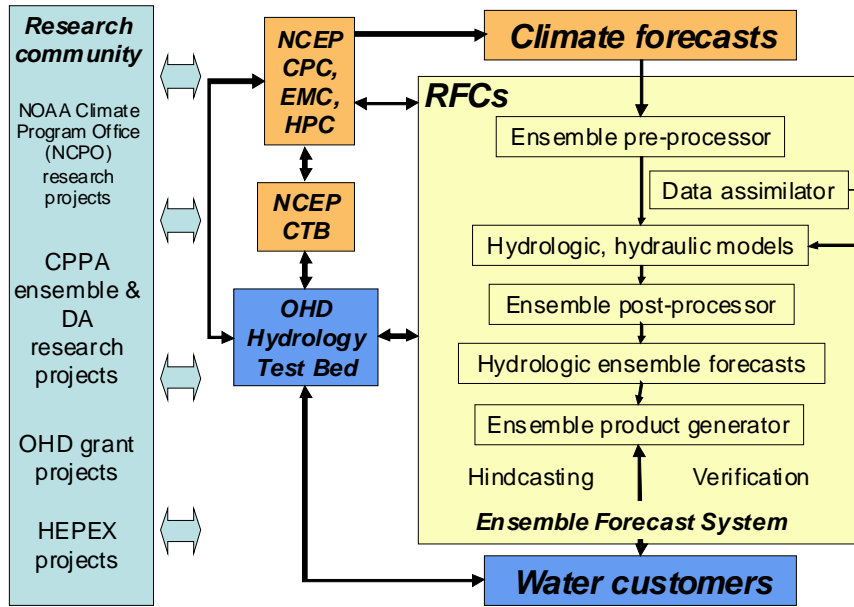 Research
community
NOAA Climate
Program Office
(NCPO)
research
projects
CPPA
ensemble &
DA
research
projects
OHD grant
projects
HEPEX
projects
NCEP
CPC,
EMC,
HPC
NCEP
CTB
OHD
Hydrology
Test Bed
Climate forecasts
RFCs
Ensemble pre-processor
Data assimilator
Hydrologic, hydraulic models
Ensemble post-processor
Hydrologic ensemble forecasts
Ensemble product generator
Hindcasting Verification
Ensemble Forecast System
Water customers